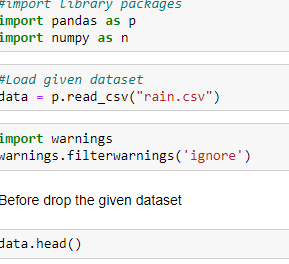 #import library packages
import pandas as p
import numpy as n
#Load given dataset
data = p.read_csv("rain.csv")
import warnings
warnings.filterwarnings('ignore')
Before drop the given dataset
data.head()